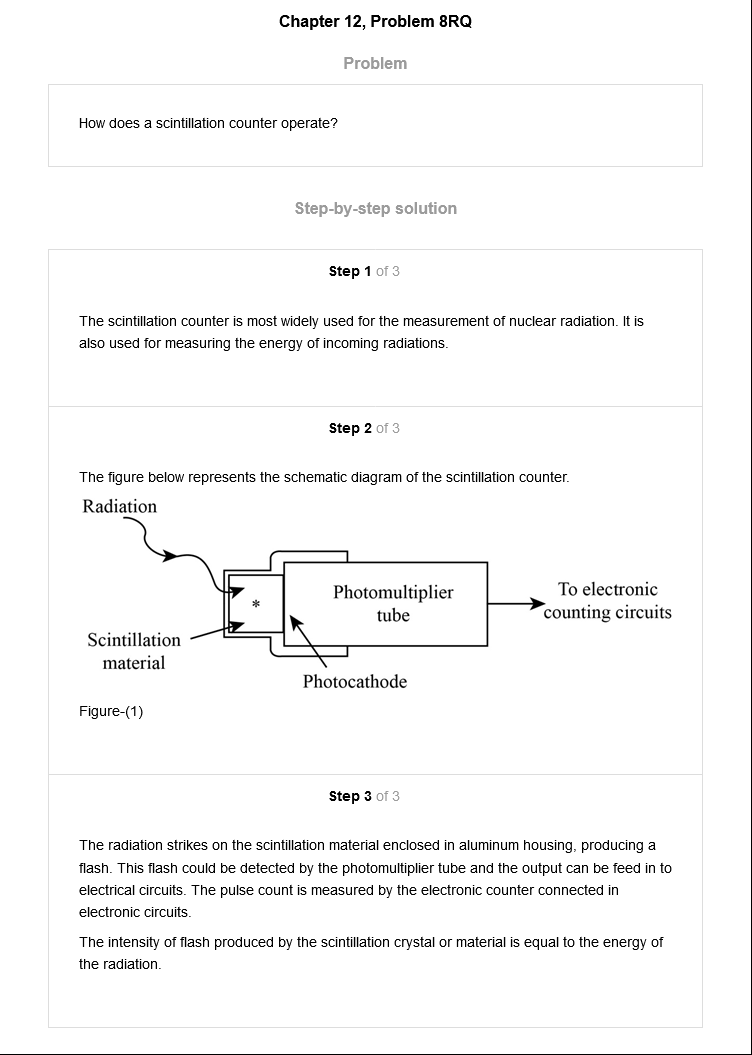 Chapter 12, Problem 8RQ
Problem
How does a scintillation counter operate?
Step-by-step solution
Step 1 of 3
The scintillation counter is most widely used for the measurement of nuclear radiation. It is
also used for measuring the energy of incoming radiations.
Step 2 of 3
The figure below represents the schematic diagram of the scintillation counter.
Radiation
Photomultiplier
tube
To electronic
counting circuits
*
Scintillation
material
Photocathode
Figure-(1)
Step 3 of 3
The radiation strikes on the scintillation material enclosed in aluminum housing, producing a
flash. This flash could be detected by the photomultiplier tube and the output can be feed in to
electrical circuits. The pulse count is measured by the electronic counter connected in
electronic circuits.
The intensity of flash produced by the scintillation crystal or material is equal to the energy of
the radiation.